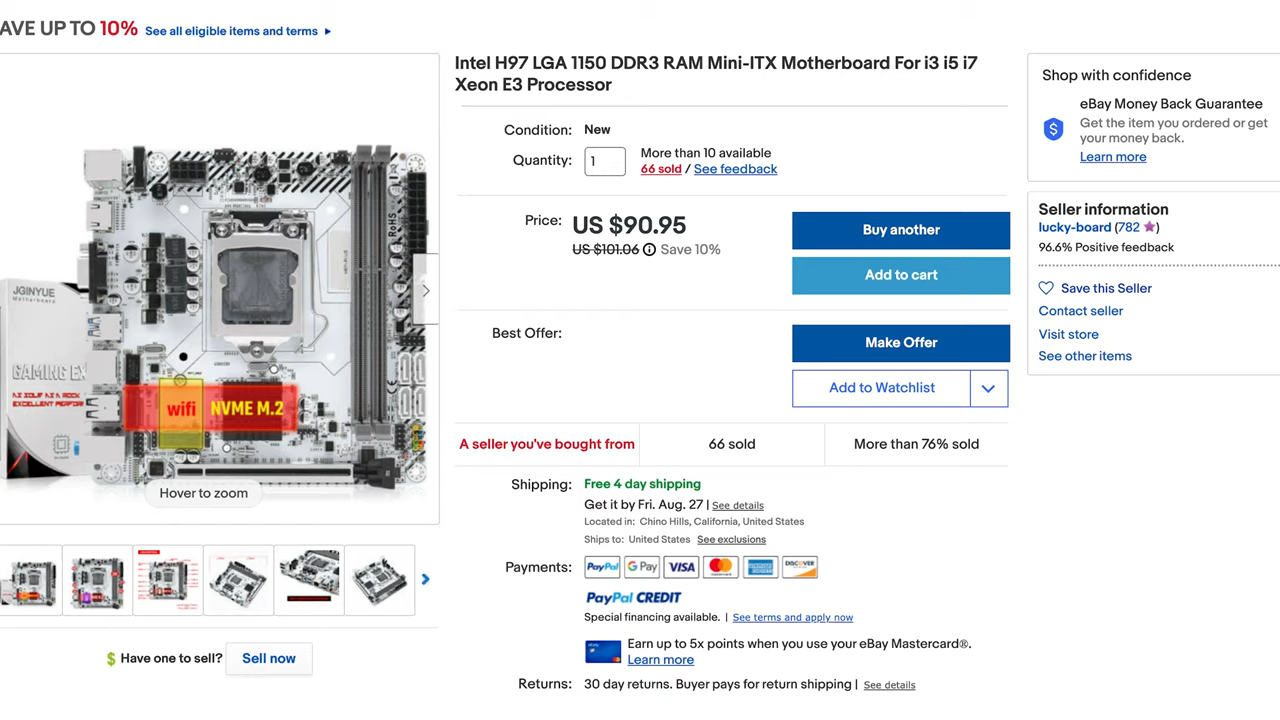 AVE UP TO 10% See all eligible items and terms
Intel H97 LGA 1150 DDR3 RAM Mini-ITX Motherboard For i3 i5 i7
Xeon E3 Processor
Condition: New
Quantity: 1
More than 10 available
66 sold / See feedback
Price: US $90.95
US $101.06 Save 10%
Buy another
Add to cart
Best Offer:
Make Offer
Add to Watchlist
A seller you've bought from
66 sold
More than 76% sold
Shipping: Free 4 day shipping
Get it by Fri. Aug. 27 | See details
Located in: Chino Hills, California, United States
Ships to: United States See exclusions
Payments: PayPal G Pay VISA DISCOVER
PayPal CREDIT
Special financing available. | See terms and apply now
Earn up to 5x points when you use your eBay Mastercard®.
Learn more
Returns: 30 day returns. Buyer pays for return shipping | See details
Shop with confidence
eBay Money Back Guarantee
Get the item you ordered or get
your money back.
Learn more
Seller information
lucky-board (782)
96.6% Positive feedback
Save this Seller
Contact seller
Visit store
See other items
JGINYUE
Motherboard
GAMING EX
EXCELLENT PERFOR
RoHS
wifi
NVME M.2
Hover to zoom
$ Have one to sell? Sell now